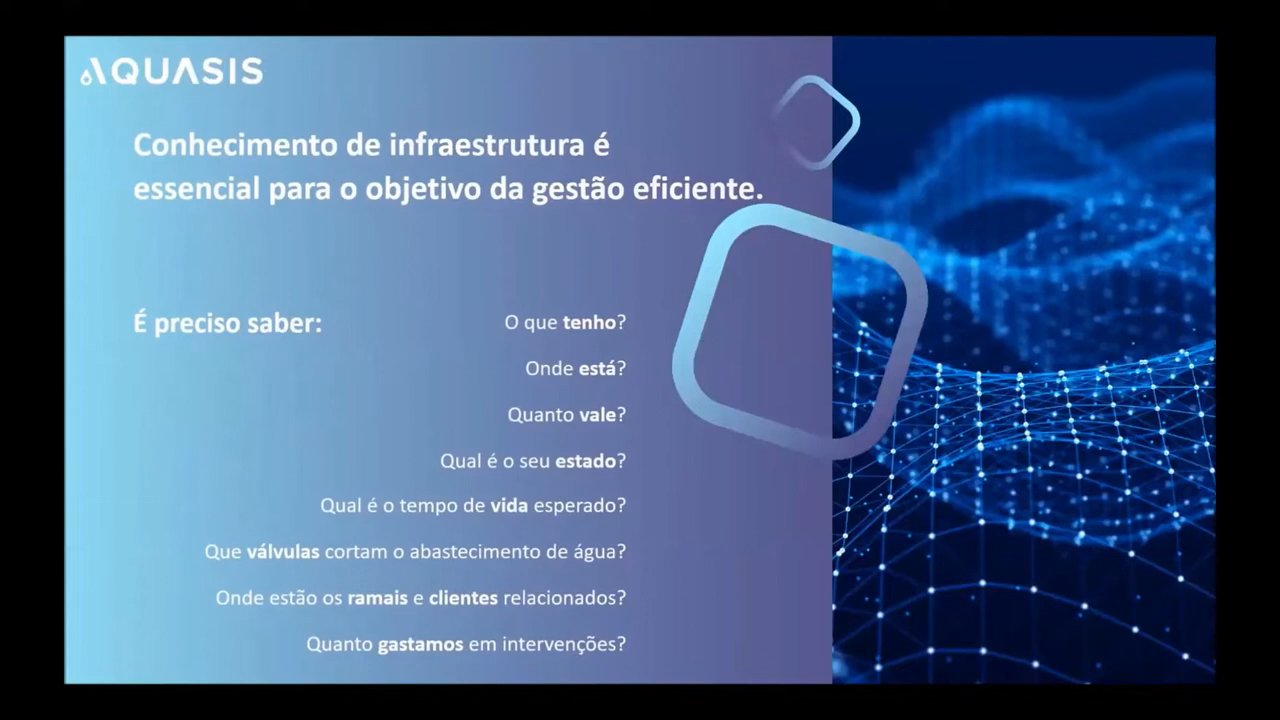 AQUASIS
Conhecimento de infraestrutura é
essencial para o objetivo da gestão eficiente.
É preciso saber:
O que tenho?
Onde está?
Quanto vale?
Qual é o seu estado?
Qual é o tempo de vida esperado?
Que válvulas cortam o abastecimento de água?
Onde estão os ramais e clientes relacionados?
Quanto gastamos em intervenções?